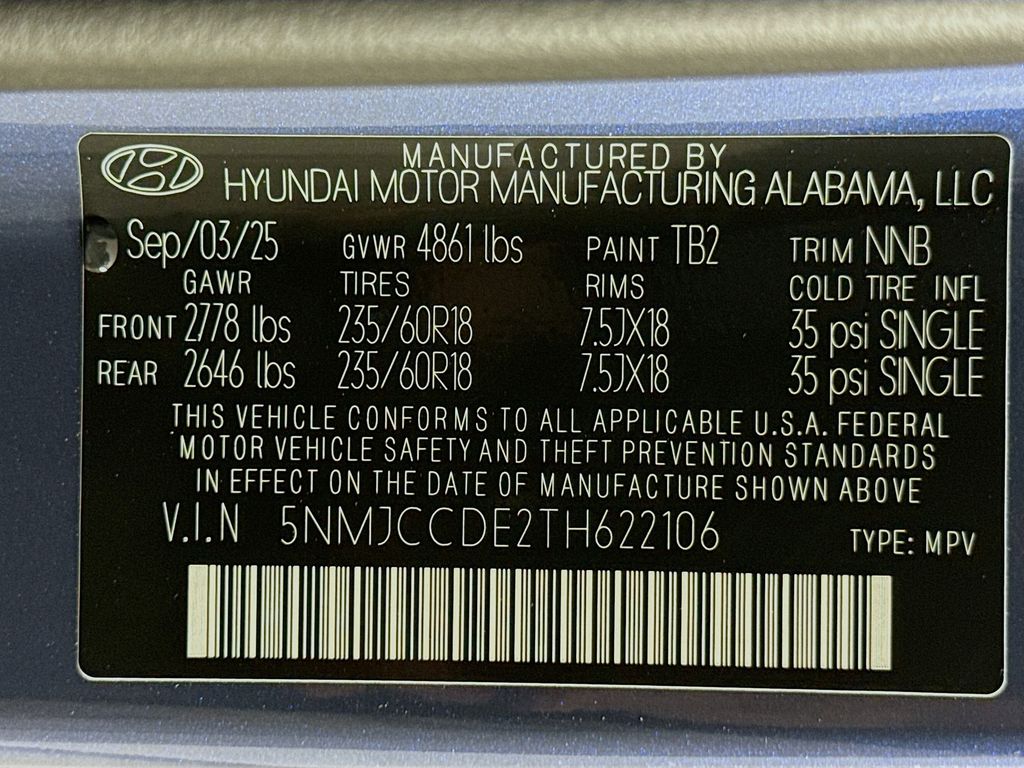 MANUFACTURED BY
HYUNDAI MOTOR MANUFACTURING ALABAMA, LLC
Sep/03/25 GVWR 4861 lbs PAINT TB2 TRIM NNB
GAWR TIRES RIMS COLD TIRE INFL
FRONT 2778 lbs 235/60R18 7.5JX18 35 psi SINGLE
REAR 2646 lbs 235/60R18 7.5JX18 35 psi SINGLE
THIS VEHICLE CONFORMS TO ALL APPLICABLE U.S.A. FEDERAL
MOTOR VEHICLE SAFETY AND THEFT PREVENTION STANDARDS
IN EFFECT ON THE DATE OF MANUFACTURE SHOWN ABOVE
V.I.N 5NMJCCDE2TH622106 TYPE: MPV